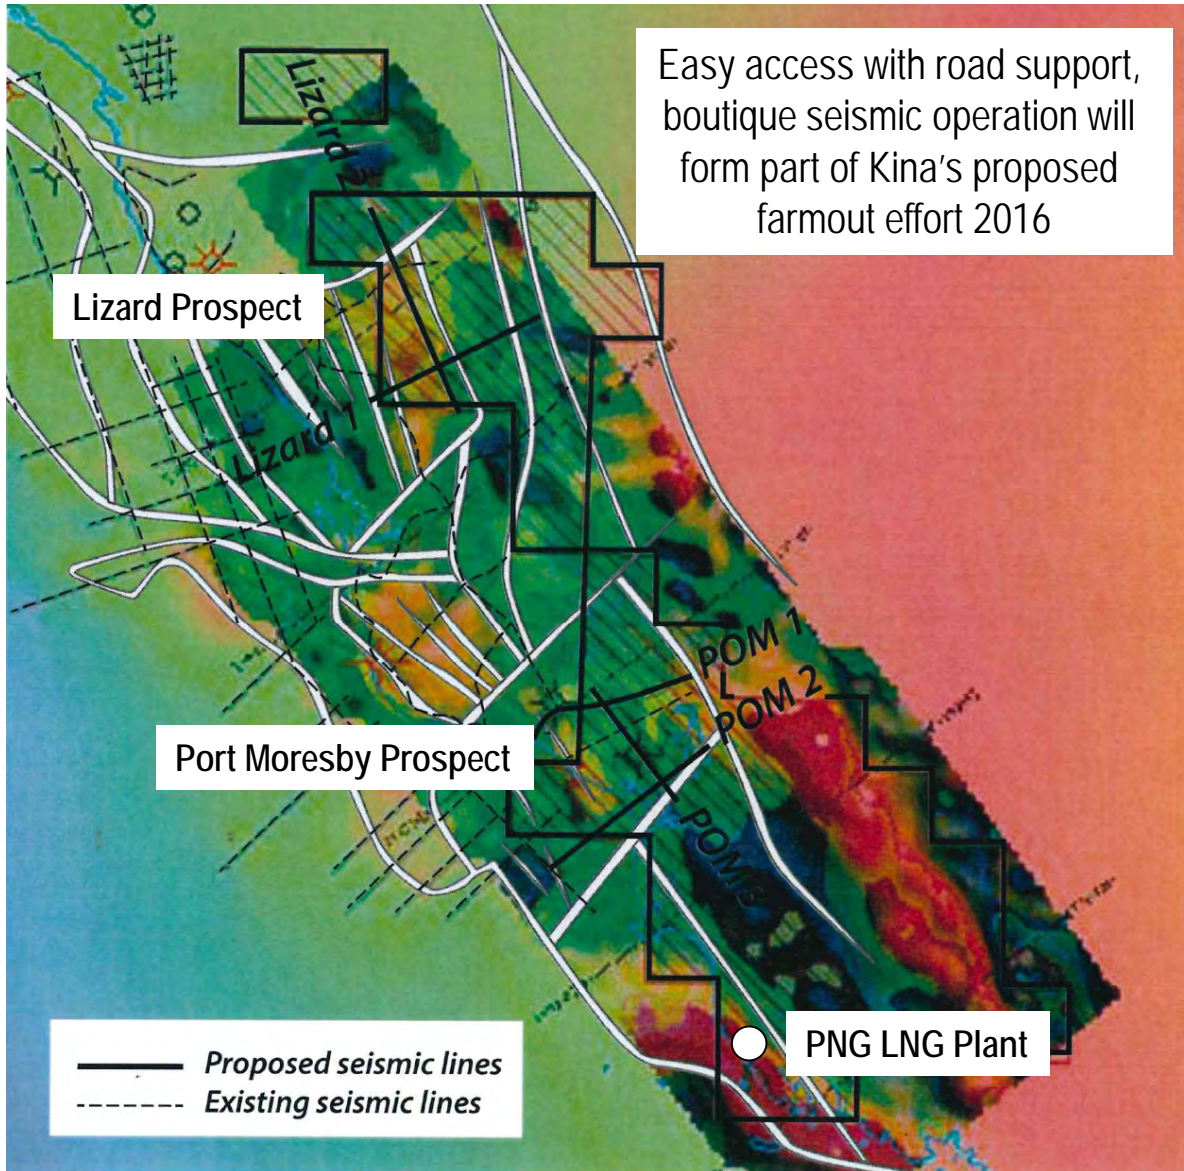 Easy access with road support,
boutique seismic operation will
form part of Kina's proposed
farmout effort 2016
Lizard 2
Lizard Prospect
Lizard 1
POM 1
POM 2
Port Moresby Prospect
POM 3
PNG LNG Plant
Proposed seismic lines
Existing seismic lines